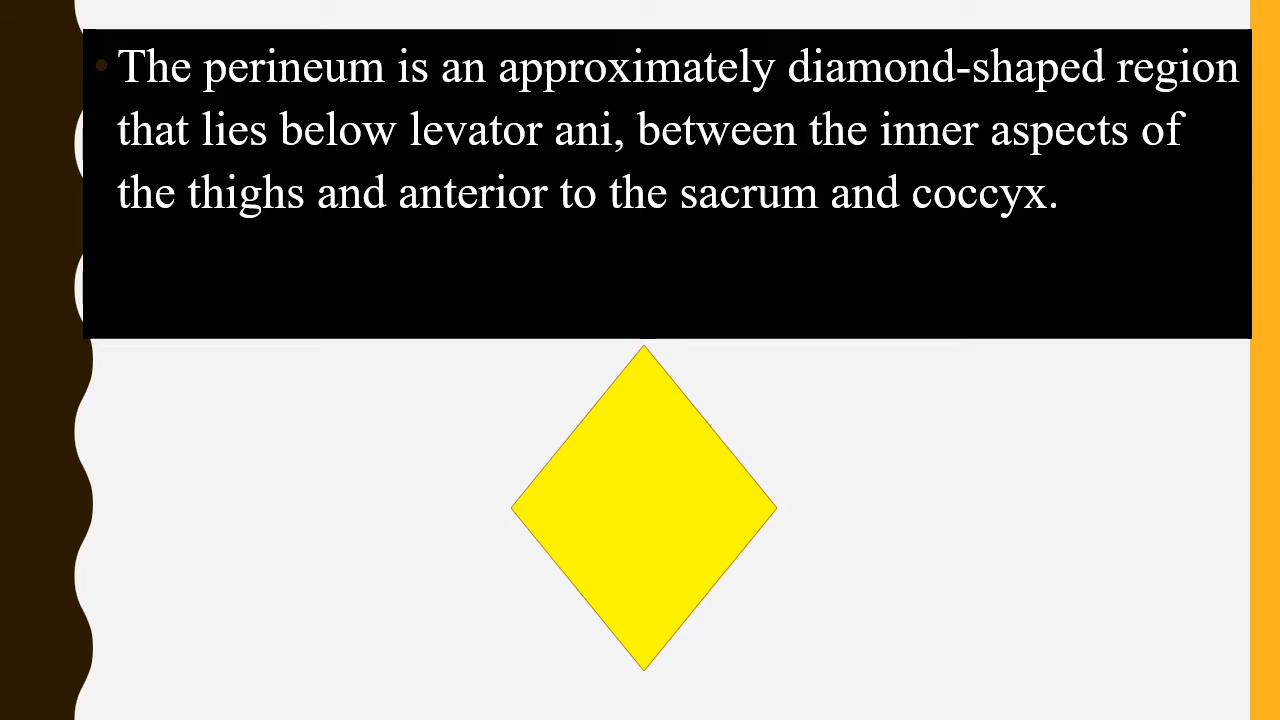 • The perineum is an approximately diamond-shaped region
that lies below levator ani, between the inner aspects of
the thighs and anterior to the sacrum and coccyx.